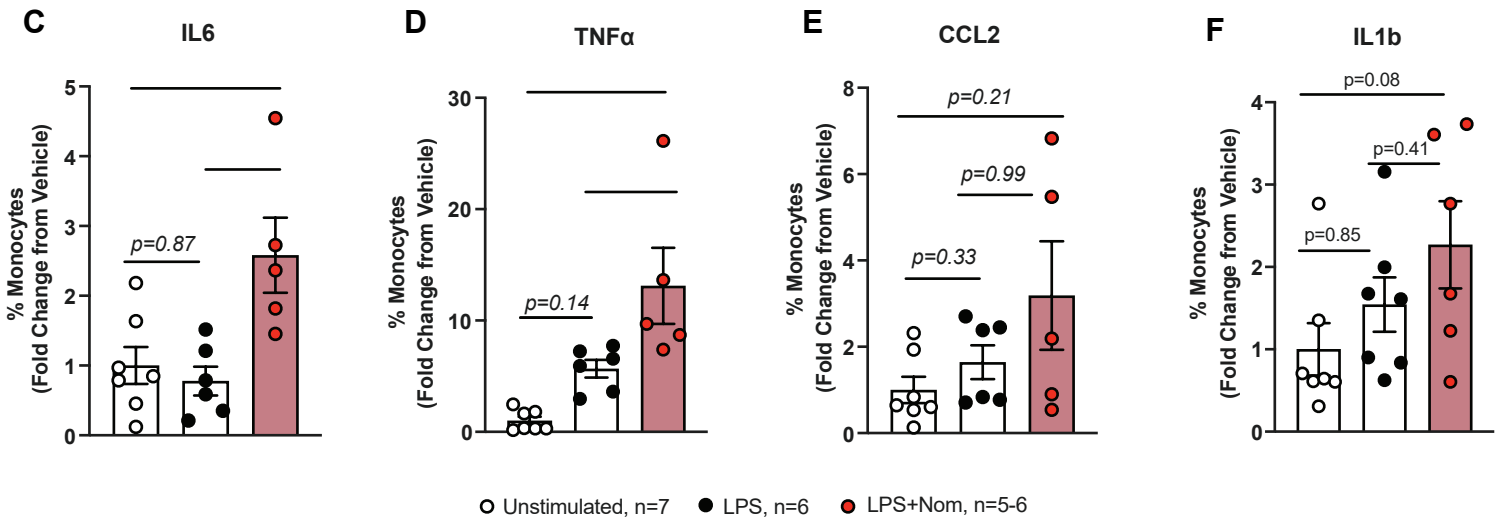 C
IL6
% Monocytes
(Fold Change from Vehicle)
5
4
3
2
1
0
p=0.87
D
TNFα
% Monocytes
(Fold Change from Vehicle)
30
20
10
0
p=0.14
E
CCL2
% Monocytes
(Fold Change from Vehicle)
8
6
4
2
0
p=0.21
p=0.99
p=0.33
F
IL1b
% Monocytes
(Fold Change from Vehicle)
4
3
2
1
0
p=0.08
p=0.41
p=0.85
Unstimulated, n=7
LPS, n=6
LPS+Nom, n=5-6